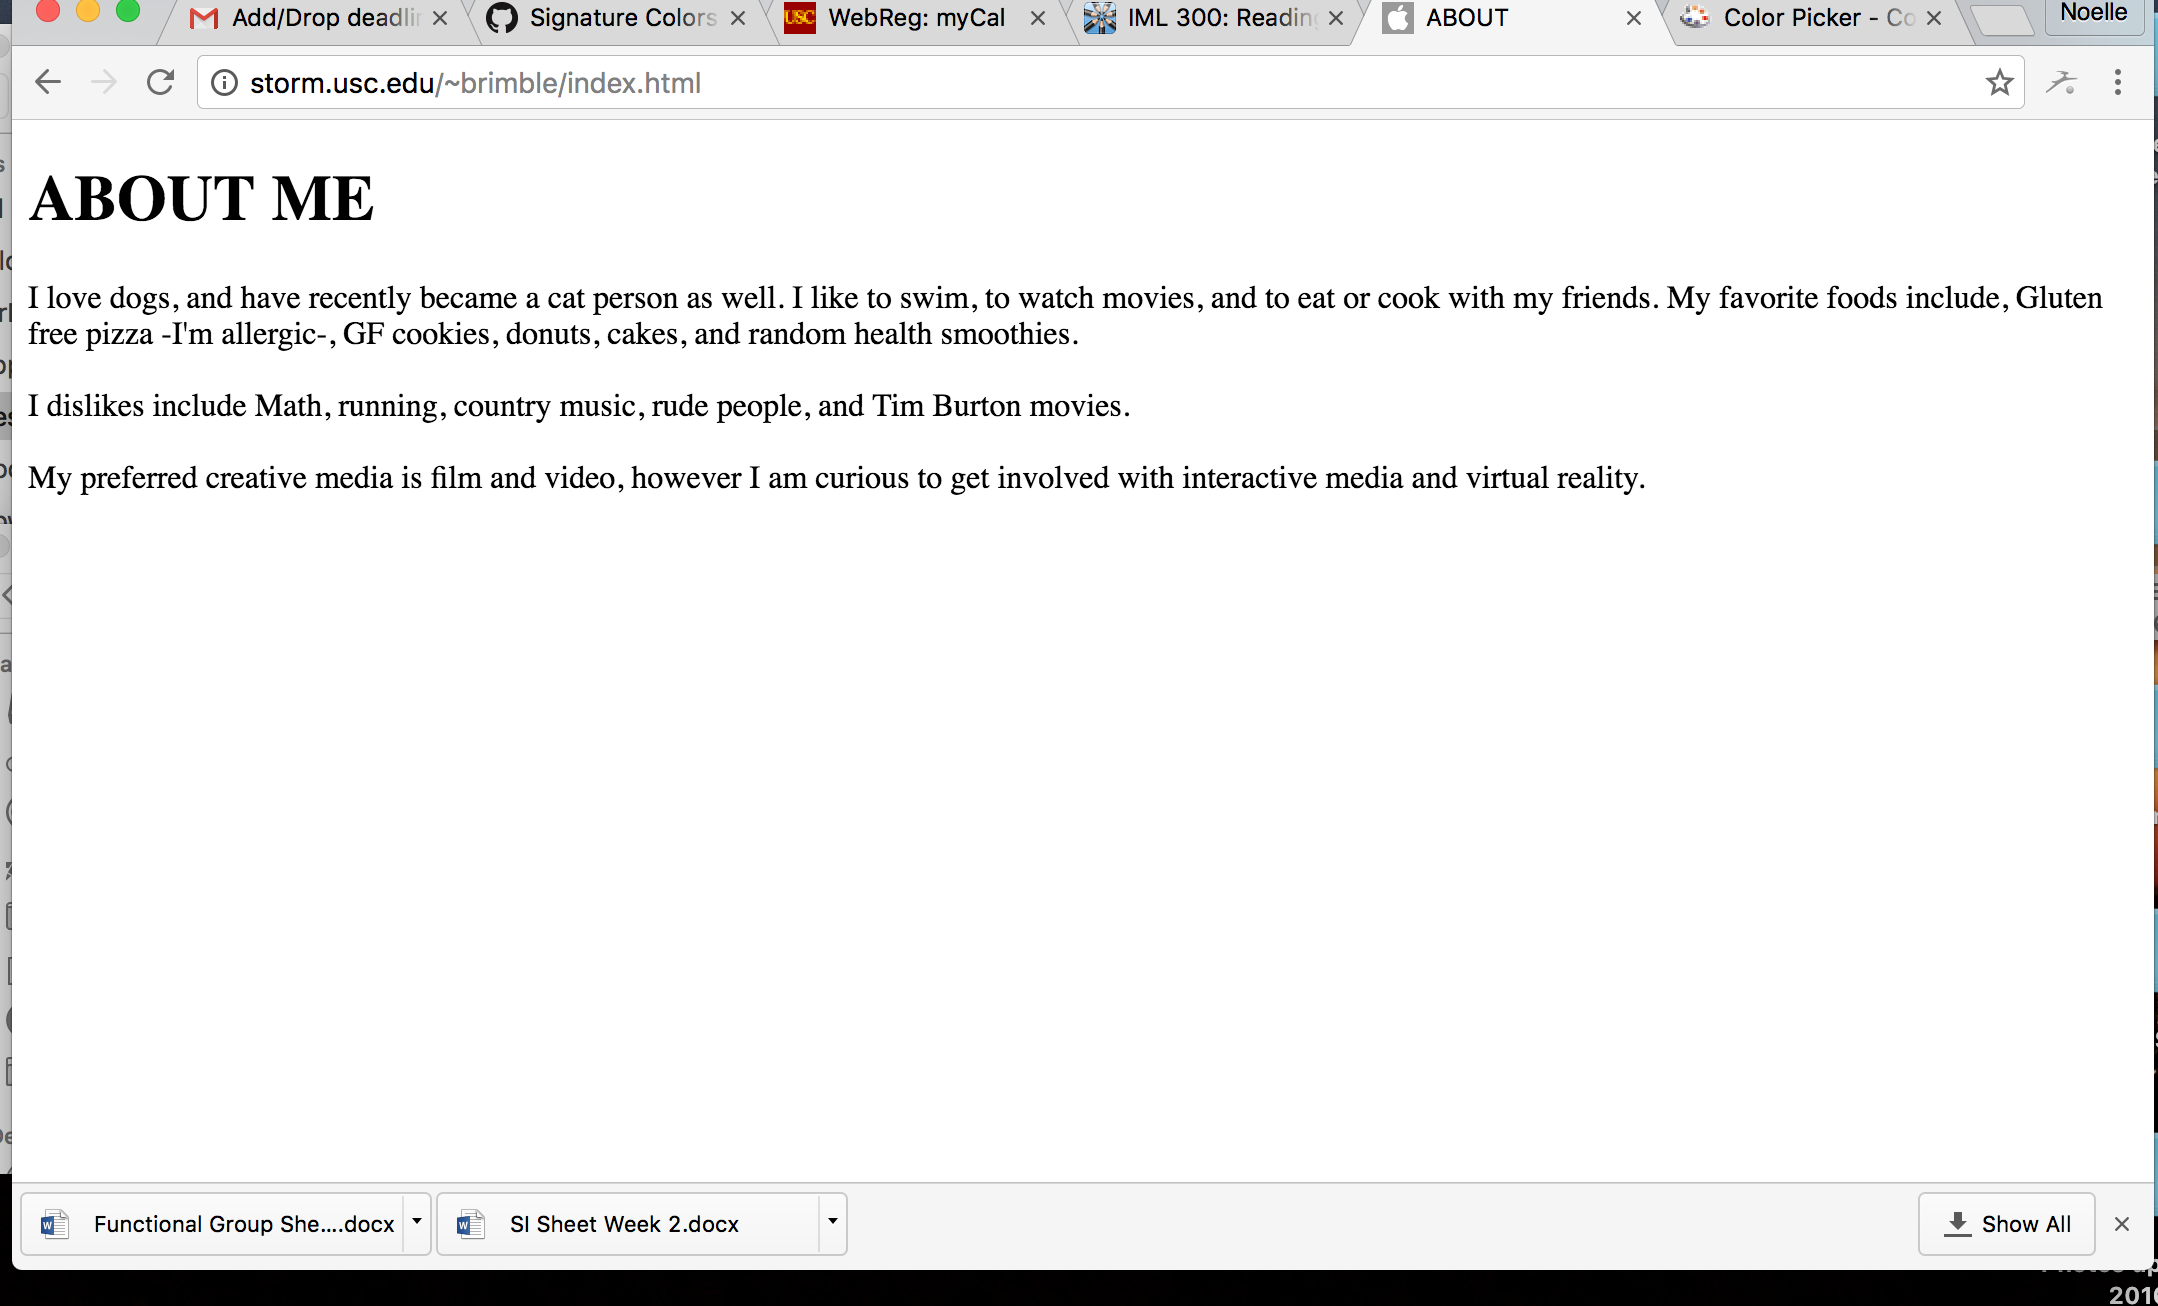 Add/Drop deadlin
Signature Colors
WebReg: myCal
IML 300: Reading
ABOUT
Color Picker - Co
Noelle
storm.usc.edu/~brimble/index.html
ABOUT ME
I love dogs, and have recently became a cat person as well. I like to swim, to watch movies, and to eat or cook with my friends. My favorite foods include, Gluten
free pizza -I'm allergic-, GF cookies, donuts, cakes, and random health smoothies.
I dislikes include Math, running, country music, rude people, and Tim Burton movies.
My preferred creative media is film and video, however I am curious to get involved with interactive media and virtual reality.
Functional Group She....docx
SI Sheet Week 2.docx
Show All